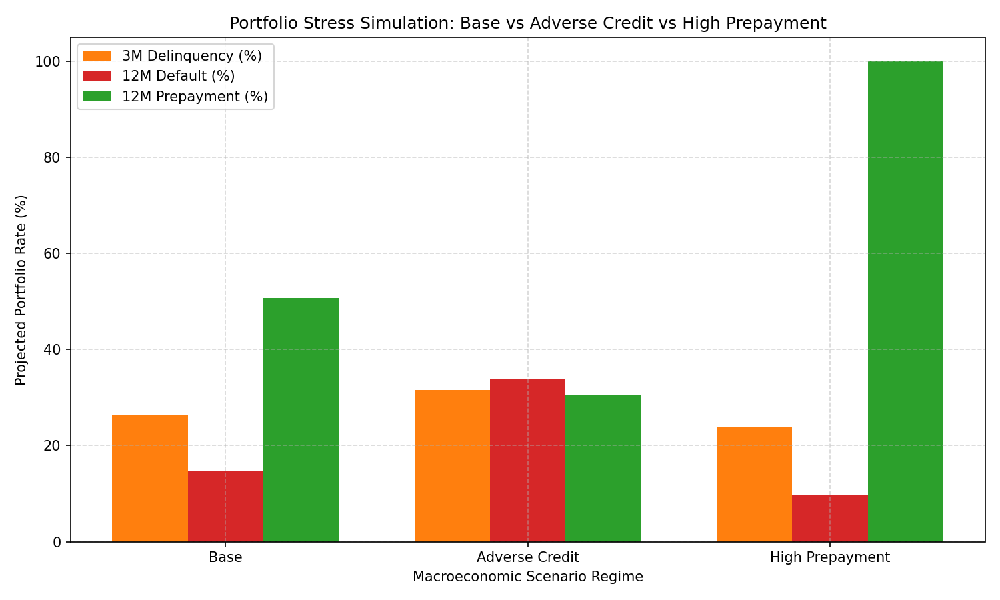 Portfolio Stress Simulation: Base vs Adverse Credit vs High Prepayment
3M Delinquency (%)
12M Default (%)
12M Prepayment (%)
Projected Portfolio Rate (%)
100
80
60
40
20
0
Base
Adverse Credit
High Prepayment
Macroeconomic Scenario Regime